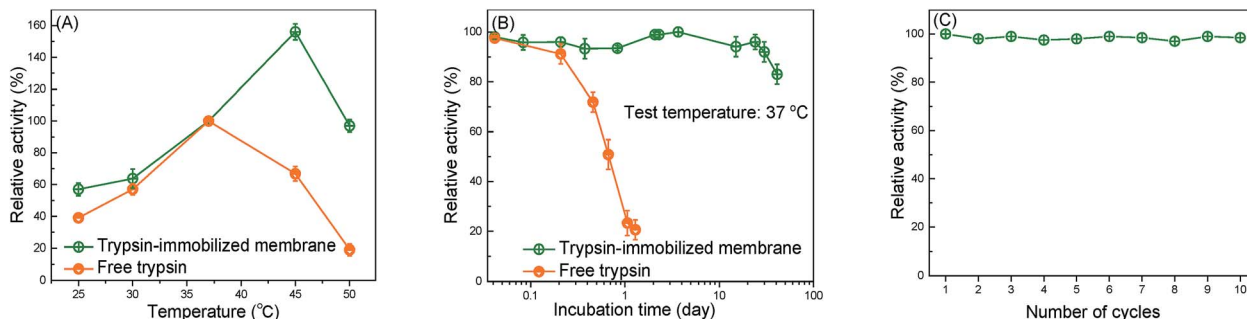 (A)
Relative activity (%)
160
140
120
100
80
60
40
20
0
Trypsin-immobilized membrane
Free trypsin
25
30
35
40
45
50
Temperature (°C)
(B)
Relative activity (%)
100
80
60
40
20
0
Test temperature: 37 °C
Trypsin-immobilized membrane
Free trypsin
0.1
1
10
100
Incubation time (day)
(C)
Relative activity (%)
100
80
60
40
20
0
1
2
3
4
5
6
7
8
9
10
Number of cycles